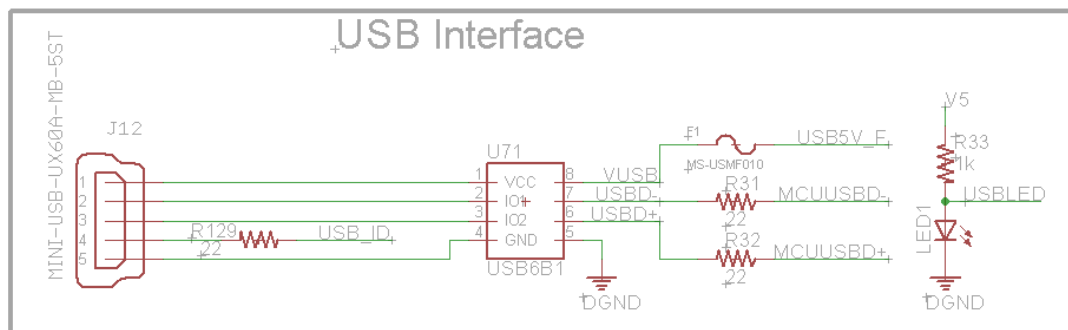 USB Interface
MINI-USB-UX60A-MB-5ST
J12
1
2
3
4
5
R129
22
USB_ID
U71
1
2
3
4
VCC
IO1
IO2
GND
8
7
6
5
USB6B1
DGND
VUSB
USBD-
USBD+
F1
MS-USMF010
USB5V_F
R31
22
MCUUSBD-
R32
22
MCUUSBD+
V5
R33
1k
USBLED
LED1
DGND